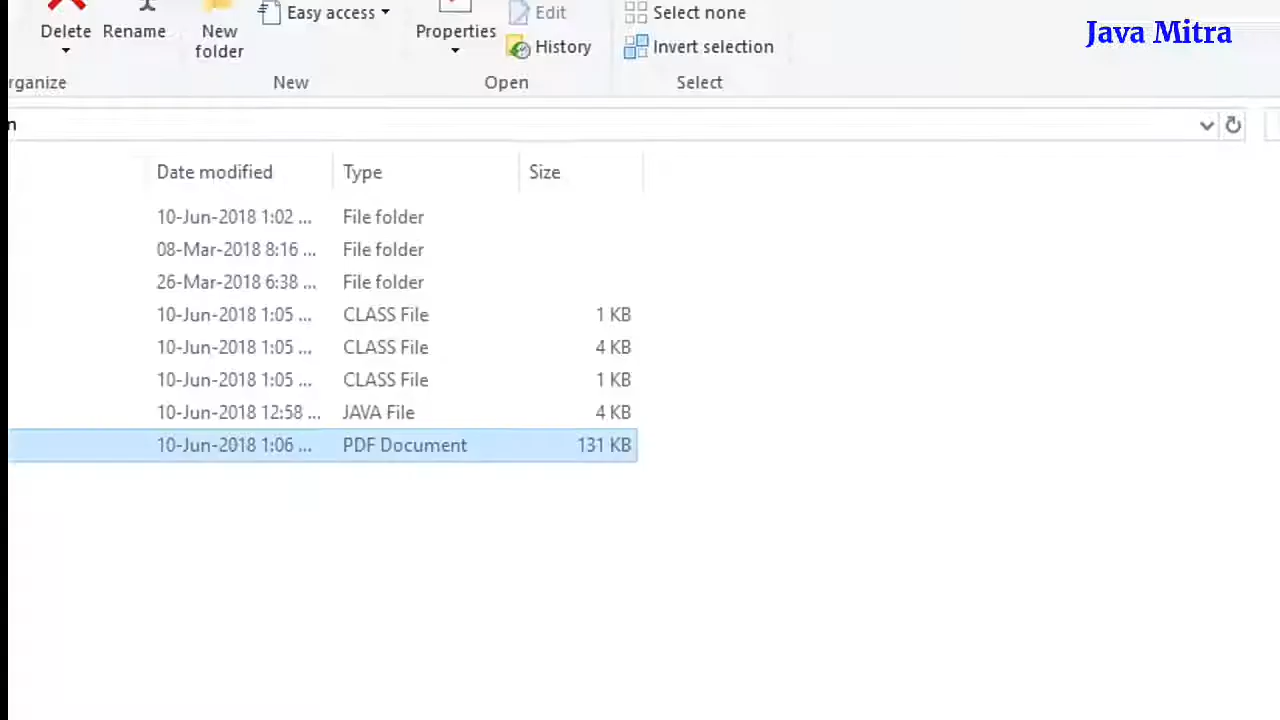 Easy access
Edit
Select none
Java Mitra
Delete Rename New folder
Properties
History
Invert selection
rganize
New
Open
Select
n
Date modified Type Size
10-Jun-2018 1:02 ... File folder
08-Mar-2018 8:16 ... File folder
26-Mar-2018 6:38 ... File folder
10-Jun-2018 1:05 ... CLASS File 1 KB
10-Jun-2018 1:05 ... CLASS File 4 KB
10-Jun-2018 1:05 ... CLASS File 1 KB
10-Jun-2018 12:58 ... JAVA File 4 KB
10-Jun-2018 1:06 ... PDF Document 131 KB